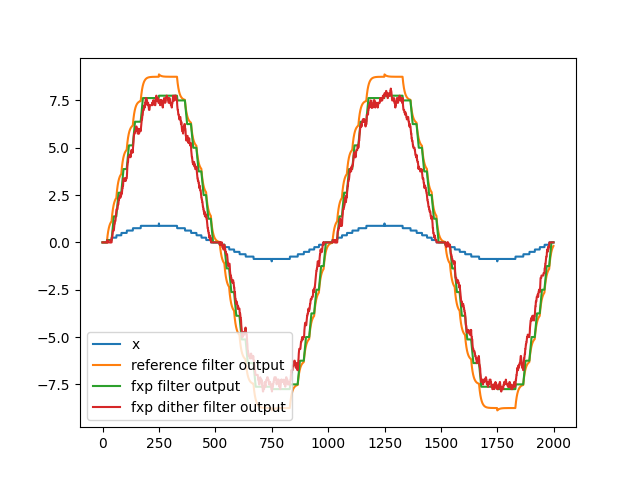 7.5
5.0
2.5
0.0
−2.5
−5.0
−7.5
x
reference filter output
fxp filter output
fxp dither filter output
0 250 500 750 1000 1250 1500 1750 2000